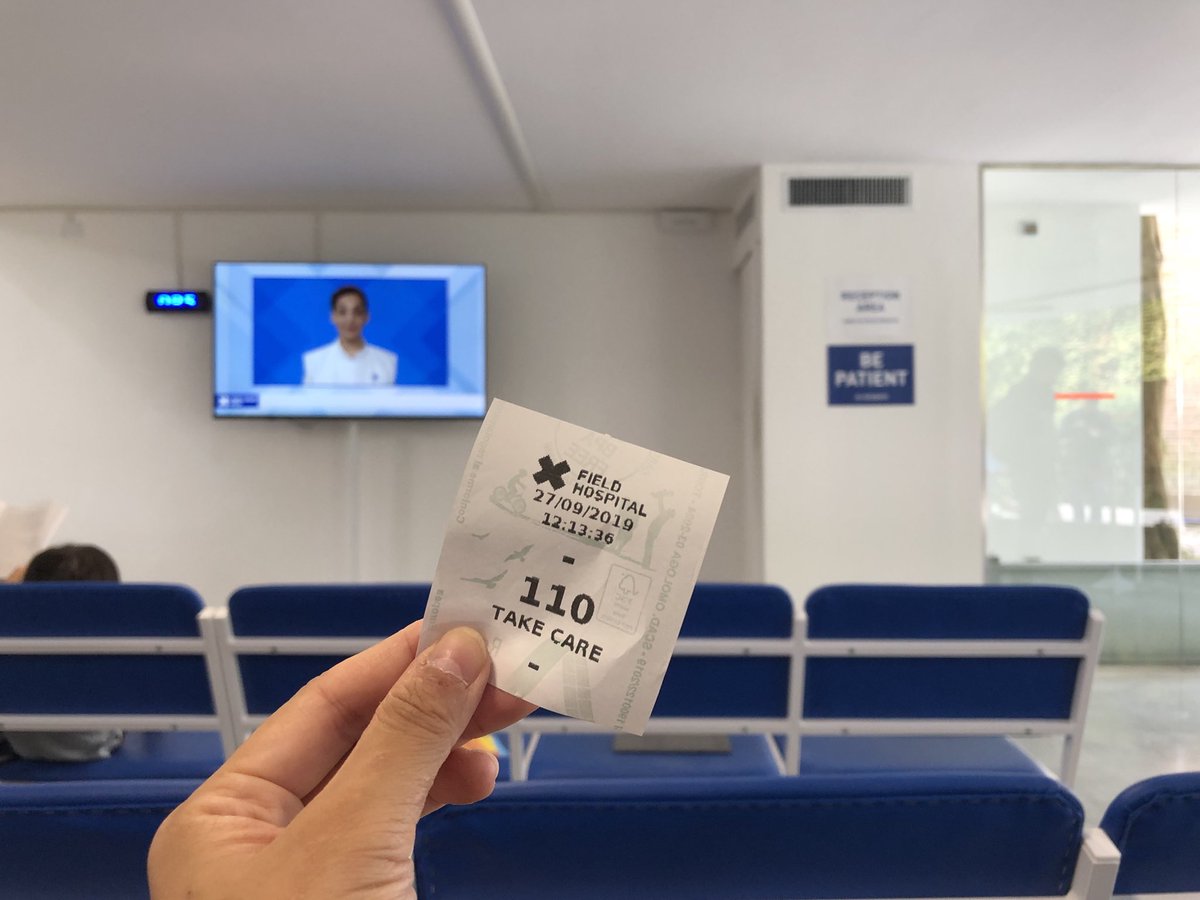 RECEPTION
AREA
BE
PATIENT
FIELD
HOSPITAL
27/09/2019
12:13:36
-
110
TAKE CARE
-